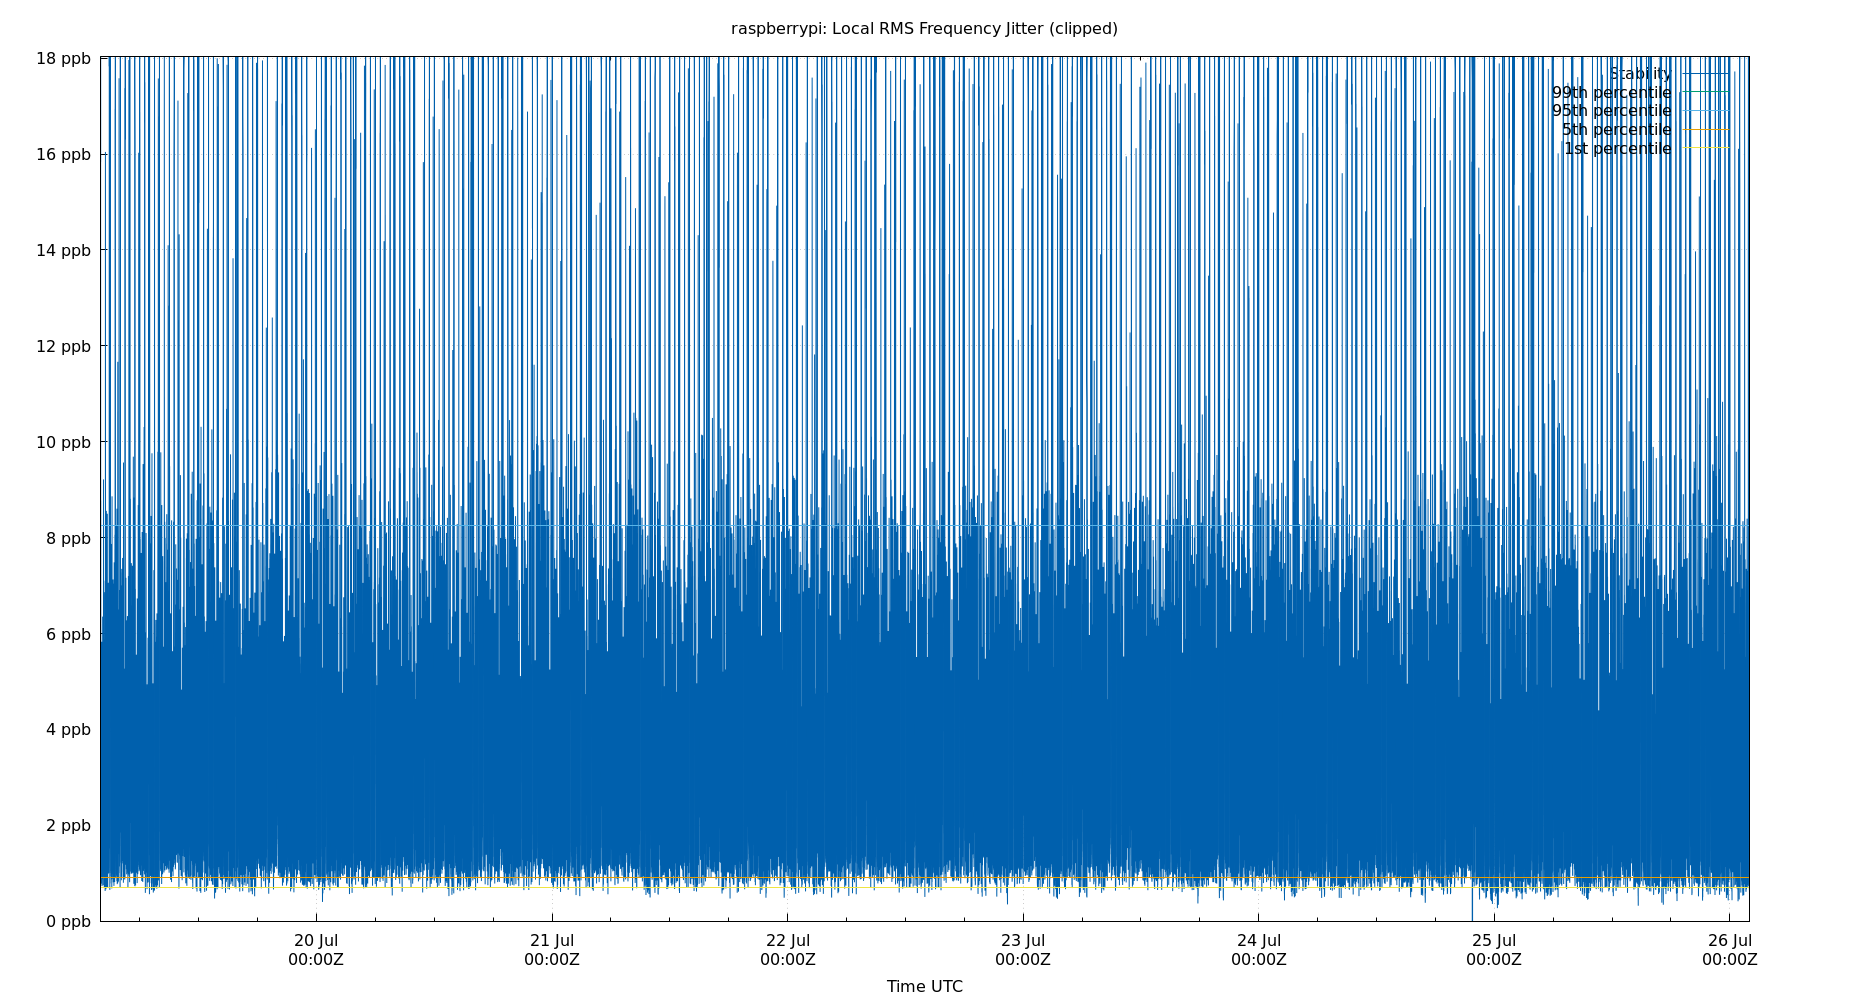 raspberrypi: Local RMS Frequency Jitter (clipped)
18 ppb
16 ppb
14 ppb
12 ppb
10 ppb
8 ppb
6 ppb
4 ppb
2 ppb
0 ppb
Stability
99th percentile
95th percentile
5th percentile
1st percentile
20 Jul
00:00Z
21 Jul
00:00Z
22 Jul
00:00Z
23 Jul
00:00Z
24 Jul
00:00Z
25 Jul
00:00Z
26 Jul
00:00Z
Time UTC